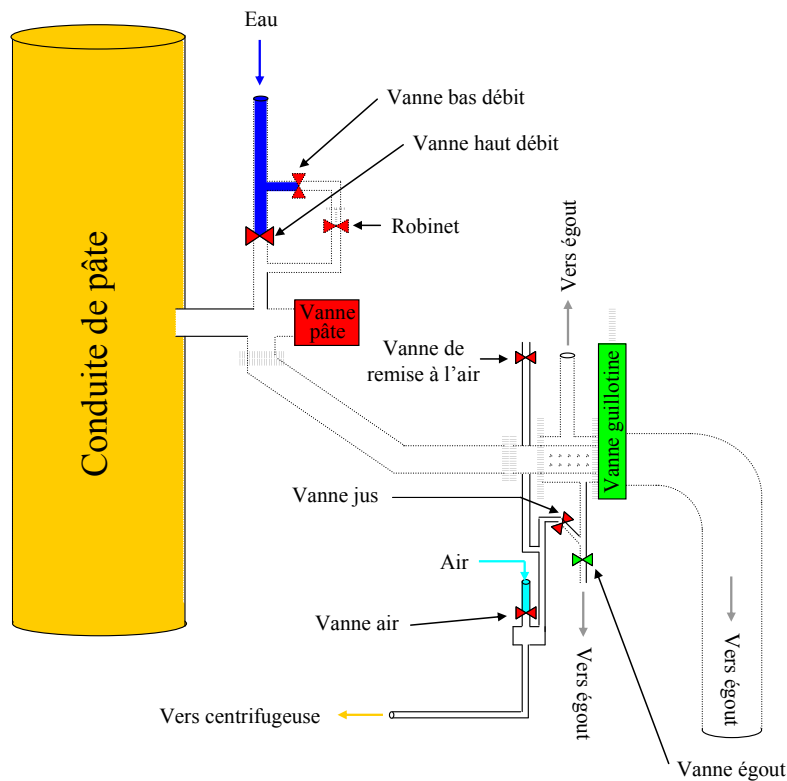 Eau
Vanne bas débit
Vanne haut débit
Robinet
Conduite de pâte
Vanne
pâte
Vanne de
remise à l'air
Vers égout
Vanne guillotine
Vanne jus
Air
Vanne air
Vers égout
Vers égout
Vers centrifugeuse
Vanne égout